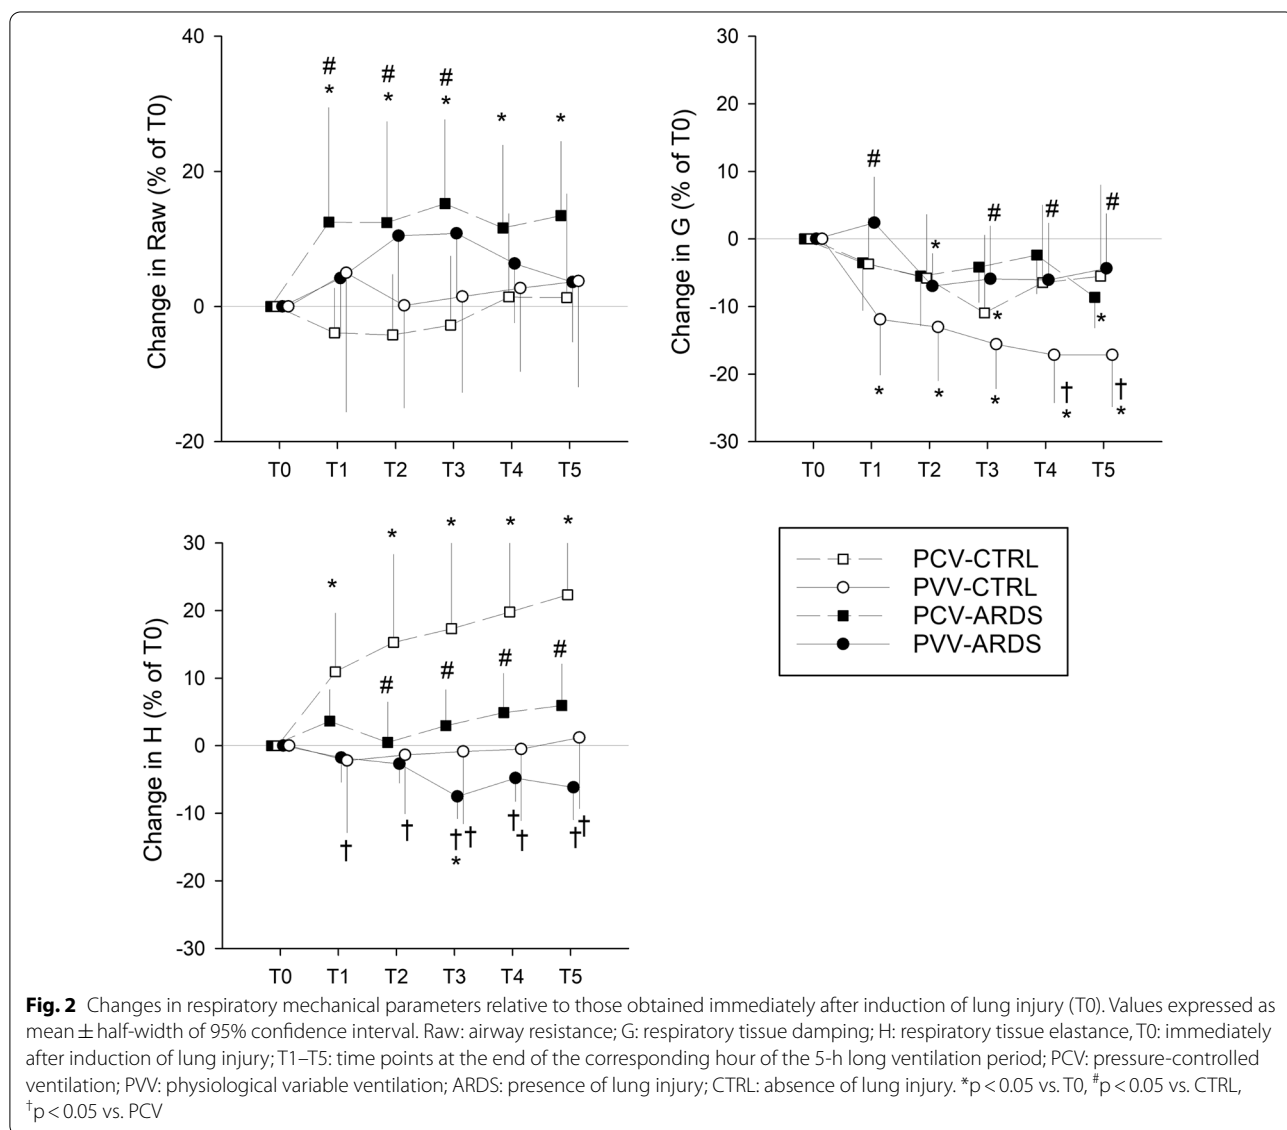 40
20
0
-20
Change in Raw (% of T0)
# # #
* * * * *
T0 T1 T2 T3 T4 T5
30
20
10
0
-10
-20
-30
Change in G (% of T0)
# # # #
* * *
† †
* * * * *
T0 T1 T2 T3 T4 T5
30
20
10
0
-10
-20
-30
Change in H (% of T0)
* * * * *
# # # #
† † † † † † † †
*
T0 T1 T2 T3 T4 T5
PCV-CTRL
PVV-CTRL
PCV-ARDS
PVV-ARDS
Fig. 2 Changes in respiratory mechanical parameters relative to those obtained immediately after induction of lung injury (T0). Values expressed as
mean ± half-width of 95% confidence interval. Raw: airway resistance; G: respiratory tissue damping; H: respiratory tissue elastance, T0: immediately
after induction of lung injury; T1–T5: time points at the end of the corresponding hour of the 5-h long ventilation period; PCV: pressure-controlled
ventilation; PVV: physiological variable ventilation; ARDS: presence of lung injury; CTRL: absence of lung injury. *p < 0.05 vs. T0, #p < 0.05 vs. CTRL,
†p < 0.05 vs. PCV